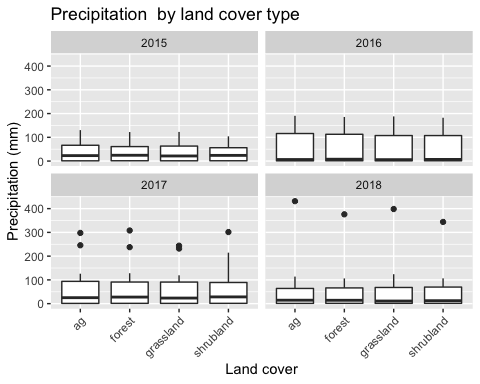 Precipitation  by land cover type
2015
2016
400
300
200
100
0
2017
2018
400
300
200
100
0
Precipitation (mm)
ag
forest
grassland
shrubland
ag
forest
grassland
shrubland
Land cover